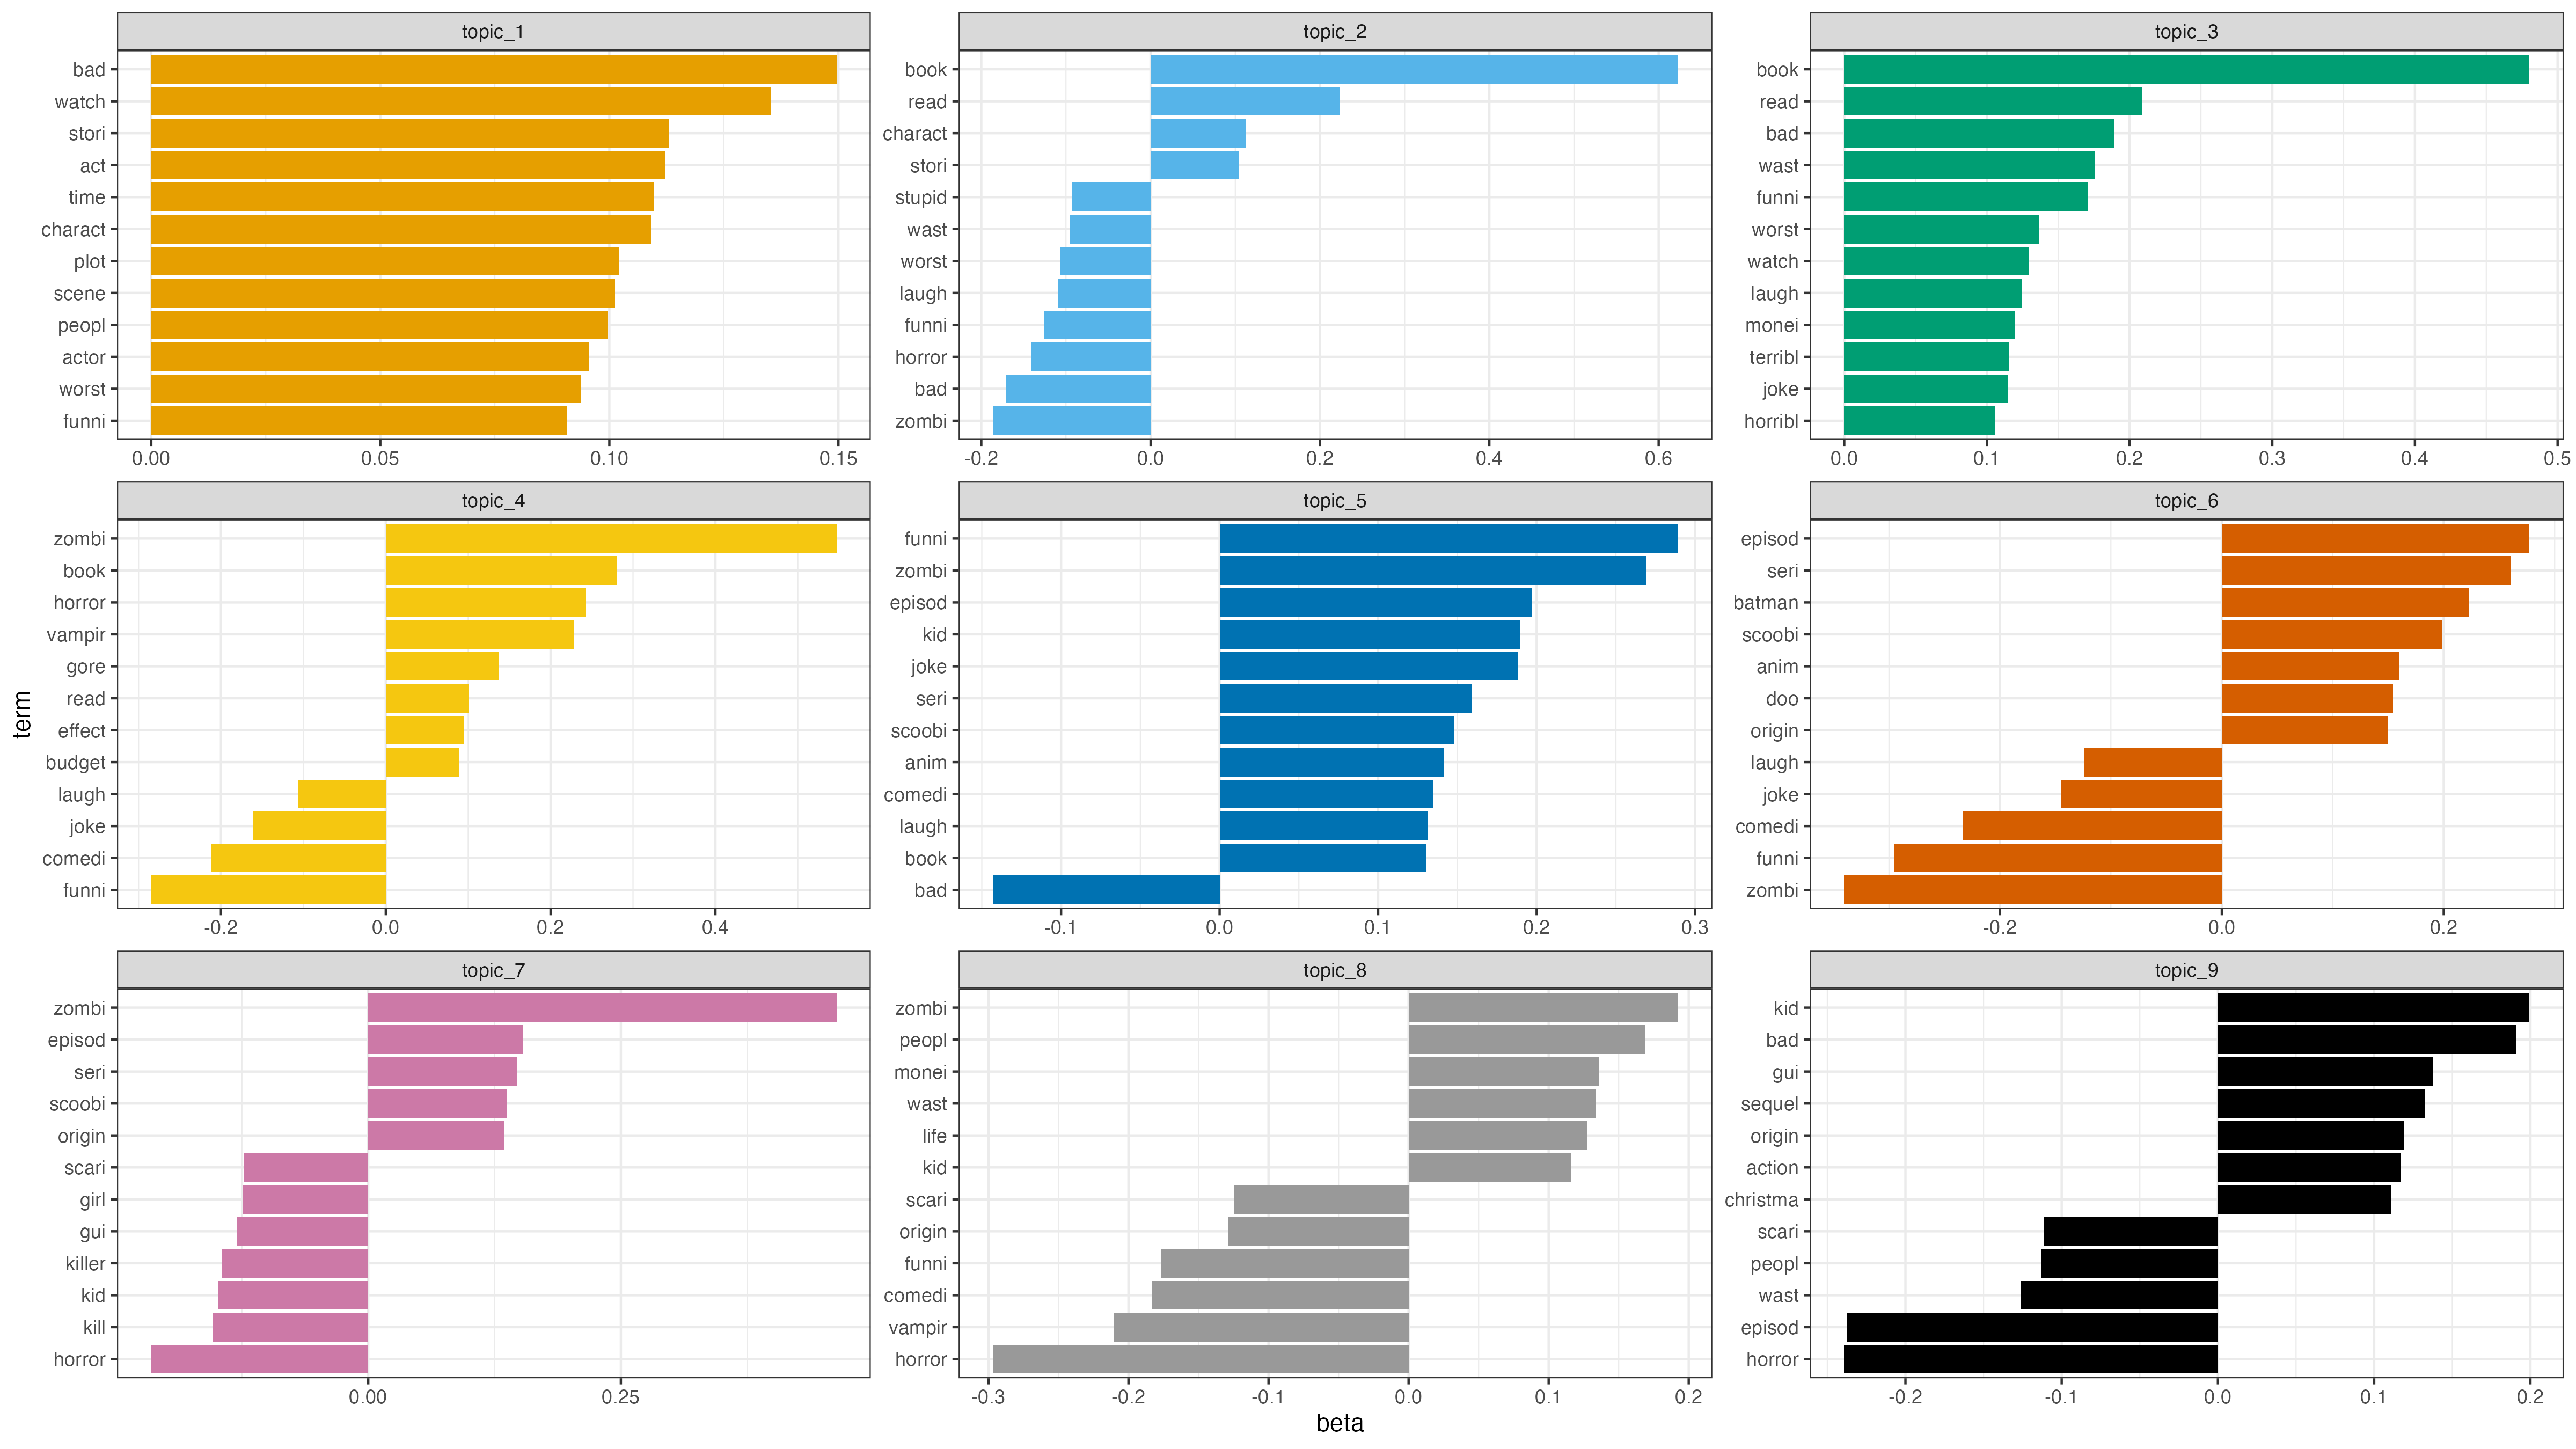 topic_1
bad
watch
stori
act
time
charact
plot
scene
peopl
actor
worst
funni
0.00 0.05 0.10 0.15
topic_2
book
read
charact
stori
stupid
wast
worst
laugh
funni
horror
bad
zombi
-0.2 0.0 0.2 0.4 0.6
topic_3
book
read
bad
wast
funni
worst
watch
laugh
monei
terribl
joke
horribl
0.0 0.1 0.2 0.3 0.4 0.5
term
topic_4
zombi
book
horror
vampir
gore
read
effect
budget
laugh
joke
comedi
funni
-0.2 0.0 0.2 0.4
topic_5
funni
zombi
episod
kid
joke
seri
scoobi
anim
comedi
laugh
book
bad
-0.1 0.0 0.1 0.2 0.3
topic_6
episod
seri
batman
scoobi
anim
doo
origin
laugh
joke
comedi
funni
zombi
-0.2 0.0 0.2
topic_7
zombi
episod
seri
scoobi
origin
scari
girl
gui
killer
kid
kill
horror
0.00 0.25
topic_8
zombi
peopl
monei
wast
life
kid
scari
origin
funni
comedi
vampir
horror
-0.3 -0.2 -0.1 0.0 0.1 0.2
topic_9
kid
bad
gui
sequel
origin
action
christma
scari
peopl
wast
episod
horror
-0.2 -0.1 0.0 0.1 0.2
beta